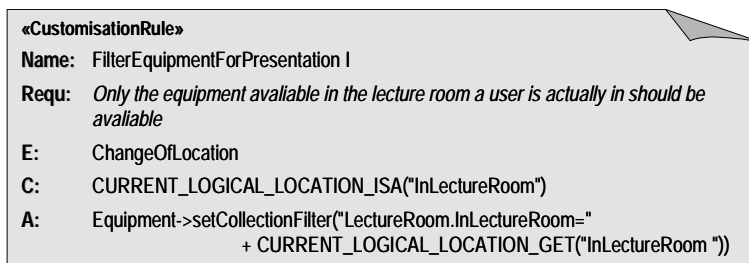 «CustomisationRule»
Name: FilterEquipmentForPresentation I
Requ: Only the equipment avaliable in the lecture room a user is actually in should be
avaliable
E: ChangeOfLocation
C: CURRENT_LOGICAL_LOCATION_ISA("InLectureRoom")
A: Equipment->setCollectionFilter("LectureRoom.InLectureRoom="
+ CURRENT_LOGICAL_LOCATION_GET("InLectureRoom "))